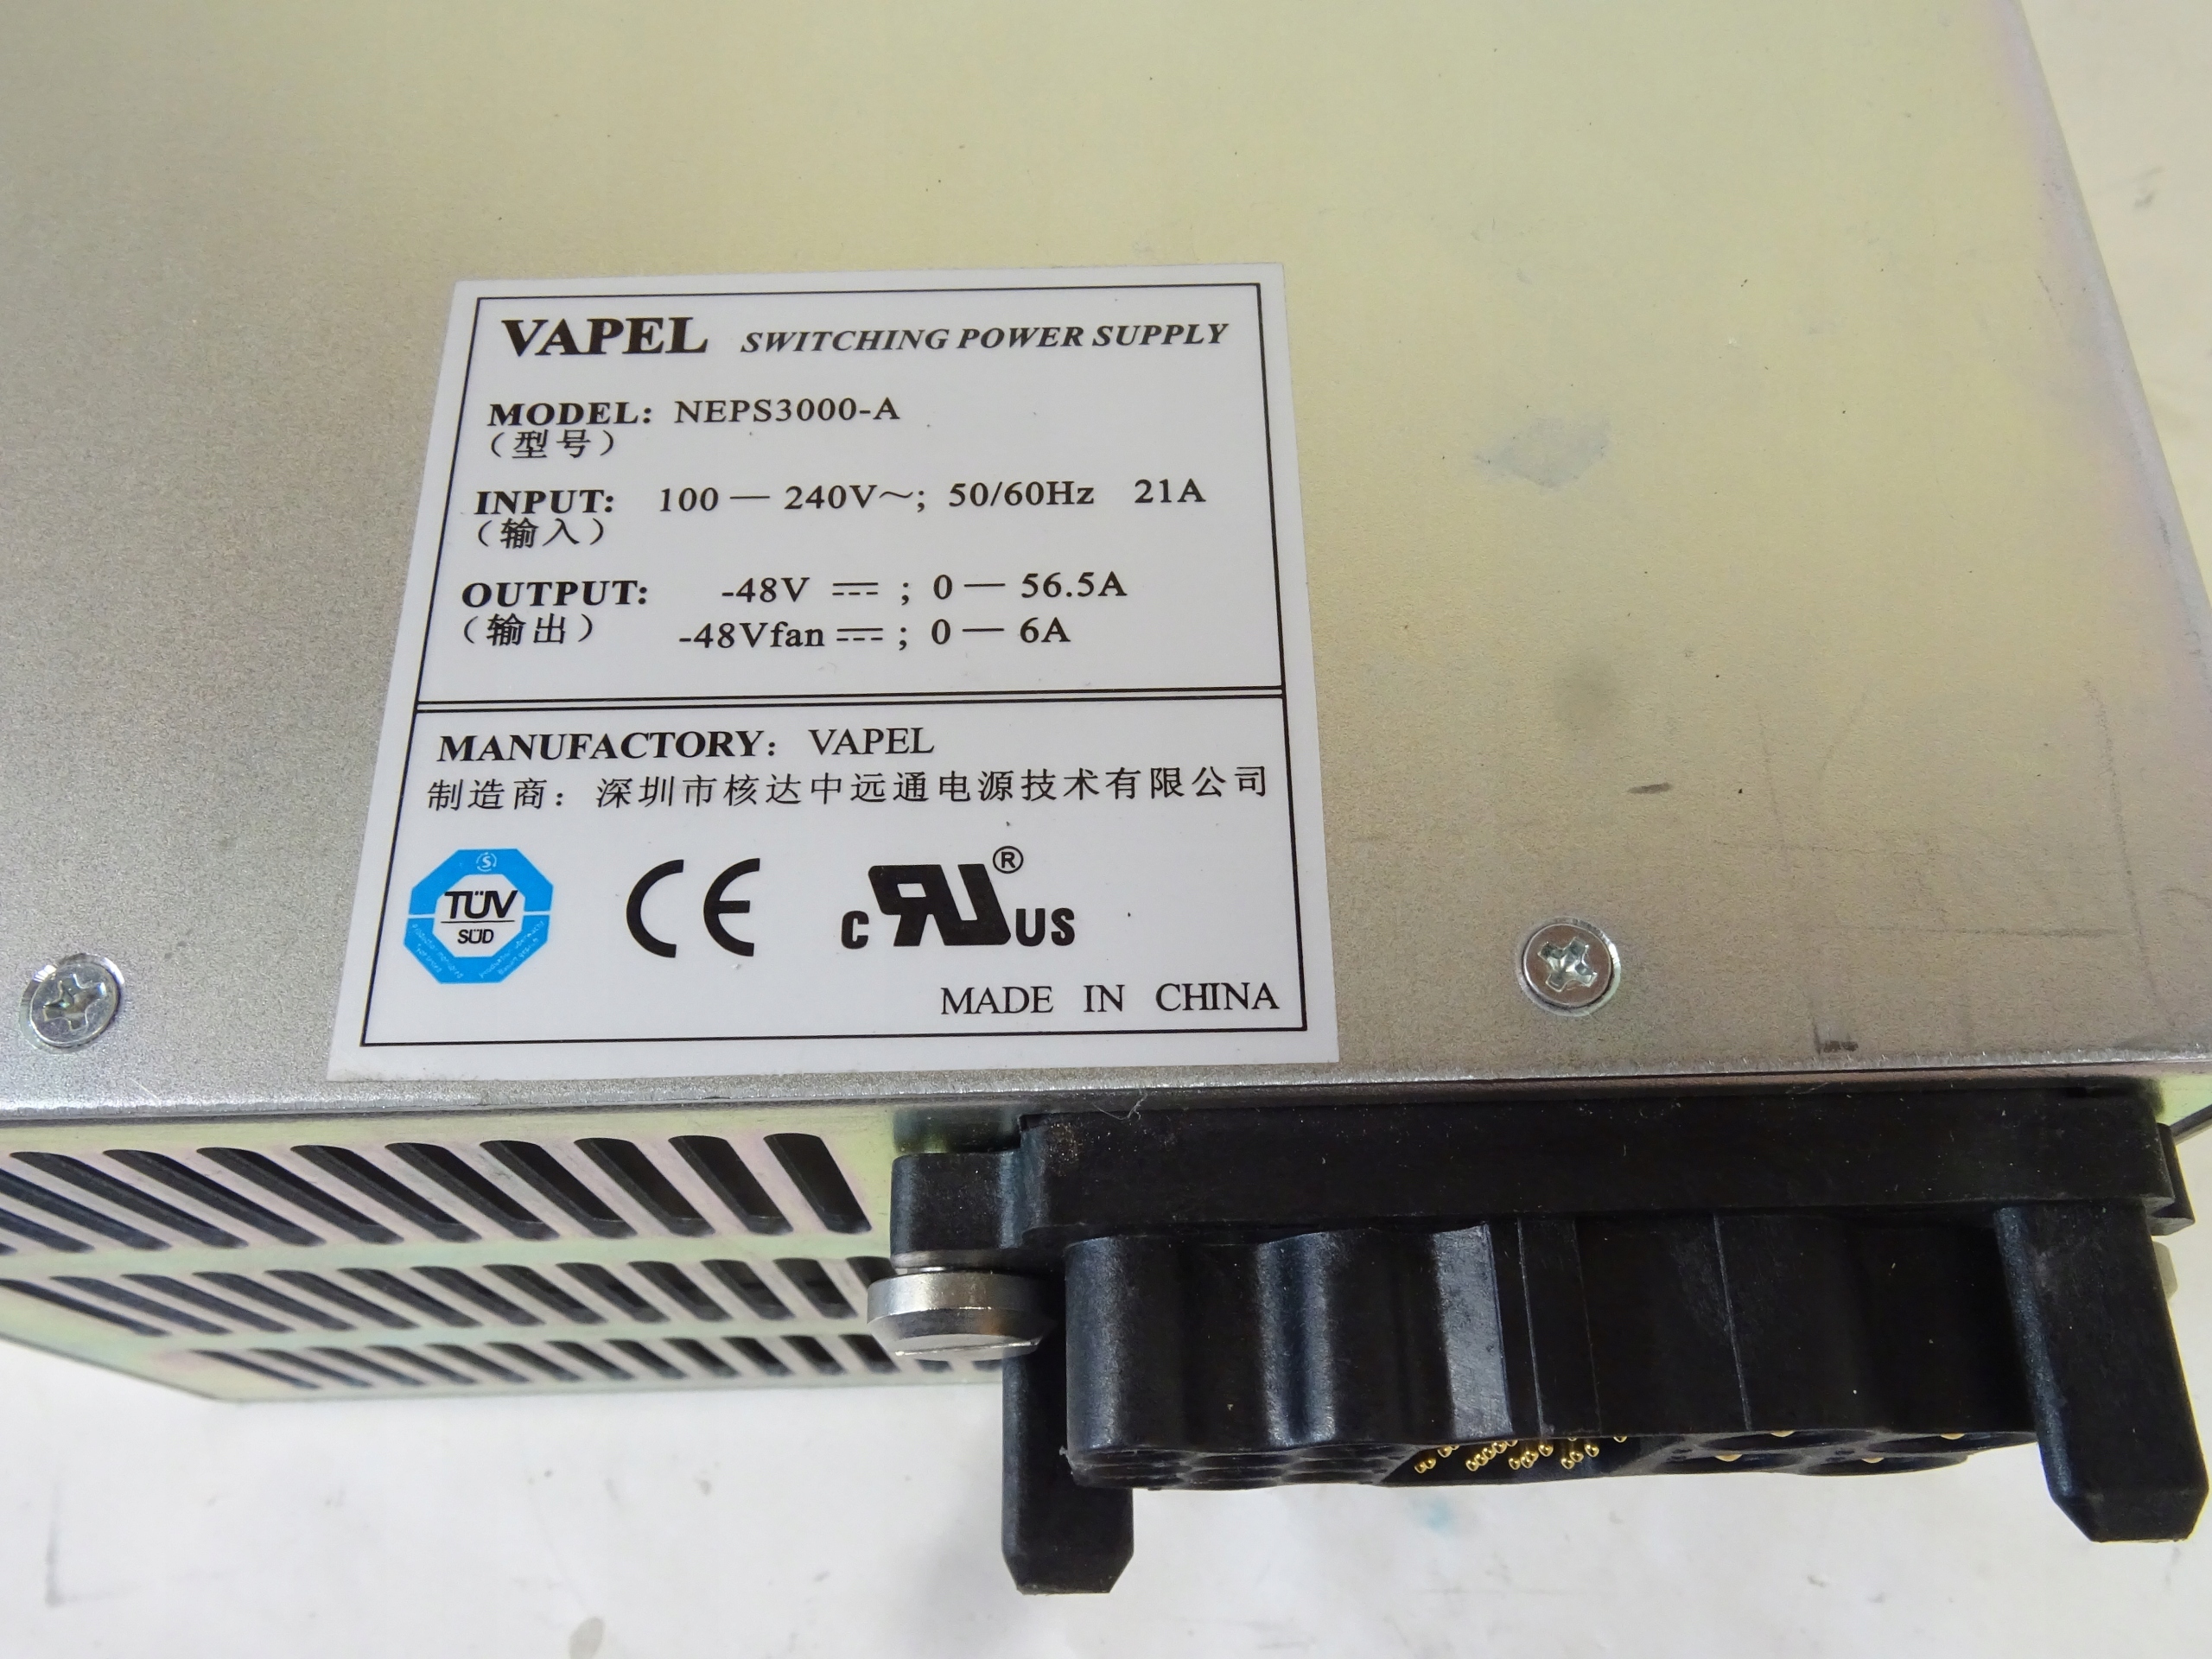 VAPEL SWITCHING POWER SUPPLY
MODEL: NEPS3000-A
（型号）
INPUT: 100 — 240V～; 50/60Hz 21A
（输入）
OUTPUT: -48V ⎓ ; 0 — 56.5A
（输出） -48Vfan ⎓ ; 0 — 6A
MANUFACTORY: VAPEL
制造商：深圳市核达中远通电源技术有限公司
TÜV
SÜD
CE
c RU ® US
MADE IN CHINA